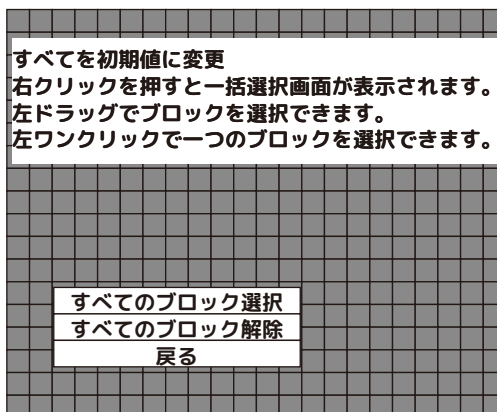 すべてを初期値に変更
右クリックを押すと一括選択画面が表示されます。
左ドラッグでブロックを選択できます。
左ワンクリックで一つのブロックを選択できます。
すべてのブロック選択
すべてのブロック解除
戻る